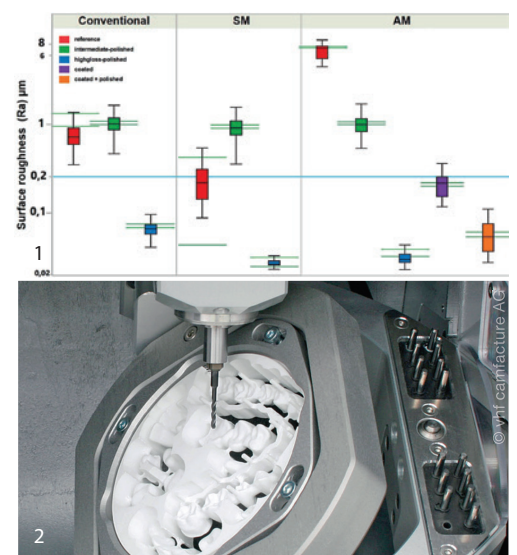 Conventional SM AM
reference
intermediate-polished
highgloss-polished
coated
coated + polished
Surface roughness (Ra) µm
8
6
1
0,2
0,1
0,02
1
2
© vhf camfacture AG